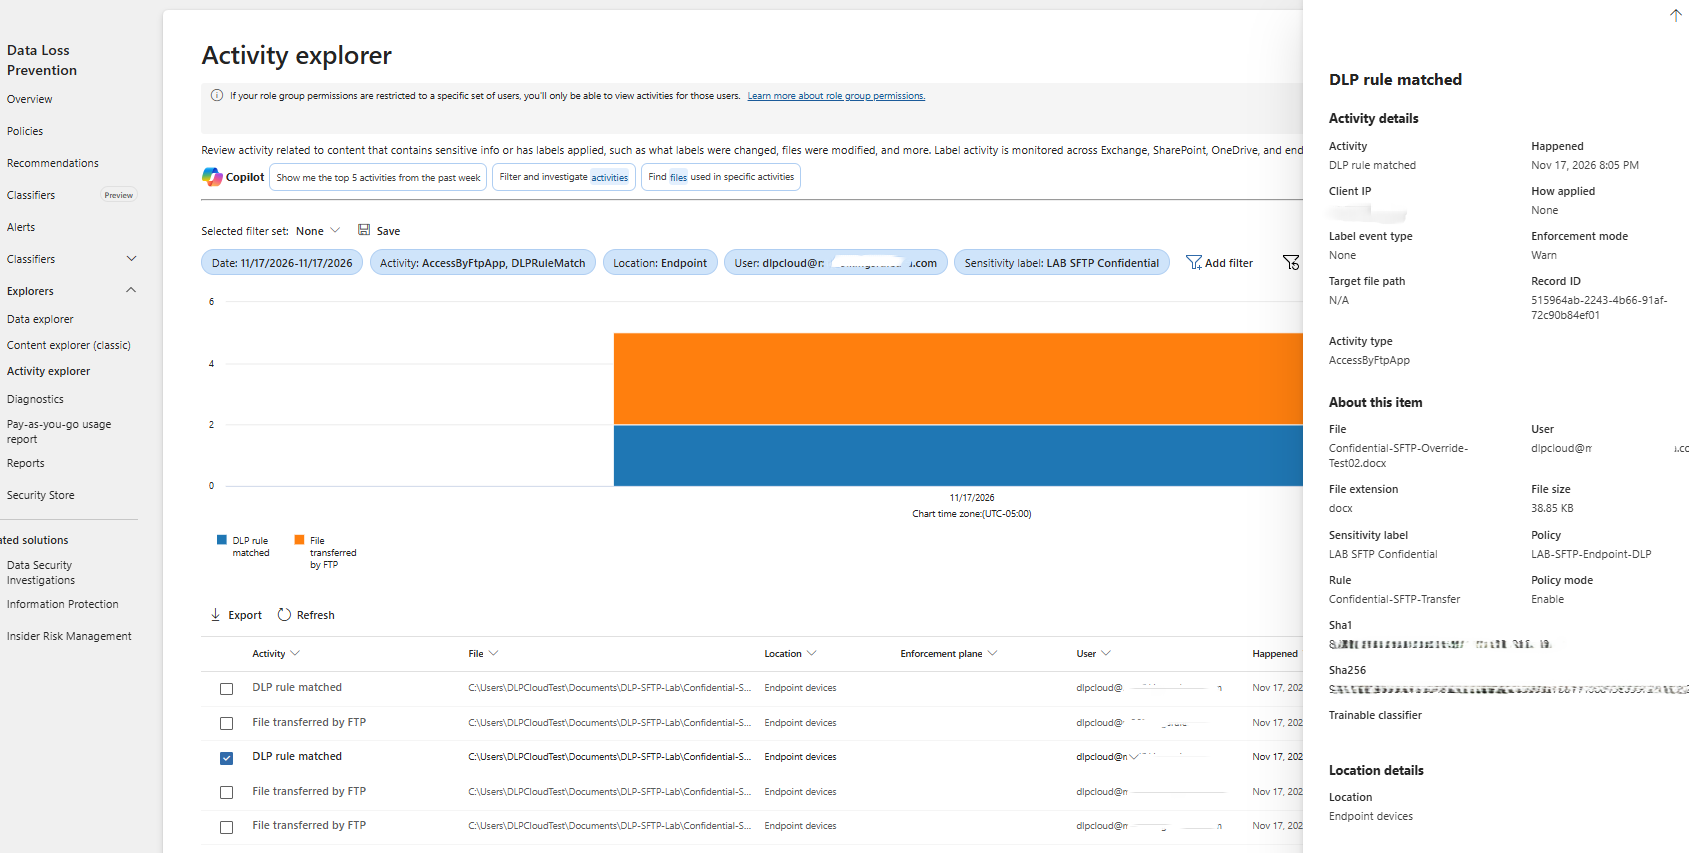 Data Loss
Prevention
Overview
Policies
Recommendations
Classifiers Preview
Alerts
Classifiers
Explorers
Data explorer
Content explorer (classic)
Activity explorer
Diagnostics
Pay-as-you-go usage
report
Reports
Security Store
ated solutions
Data Security
Investigations
Information Protection
Insider Risk Management
Activity explorer
If your role group permissions are restricted to a specific set of users, you'll only be able to view activities for those users. Learn more about role group permissions.
Review activity related to content that contains sensitive info or has labels applied, such as what labels were changed, files were modified, and more. Label activity is monitored across Exchange, SharePoint, OneDrive, and end
Copilot Show me the top 5 activities from the past week Filter and investigate activities Find files used in specific activities
Selected filter set: None Save
Date: 11/17/2026-11/17/2026 Activity: AccessByFtpApp, DLPRuleMatch Location: Endpoint User: dlpcloud@ .com Sensitivity label: LAB SFTP Confidential Add filter
6
4
2
0
11/17/2026
Chart time zone:(UTC-05:00)
DLP rule
matched
File
transferred
by FTP
Export Refresh
Activity File Location Enforcement plane User Happened
DLP rule matched C:\Users\DLPCloudTest\Documents\DLP-SFTP-Lab\Confidential-S... Endpoint devices dlpcloud@ Nov 17, 202
File transferred by FTP C:\Users\DLPCloudTest\Documents\DLP-SFTP-Lab\Confidential-S... Endpoint devices dlpcloud@ Nov 17, 202
DLP rule matched C:\Users\DLPCloudTest\Documents\DLP-SFTP-Lab\Confidential-S... Endpoint devices dlpcloud@ Nov 17, 202
File transferred by FTP C:\Users\DLPCloudTest\Documents\DLP-SFTP-Lab\Confidential-S... Endpoint devices dlpcloud@ Nov 17, 202
File transferred by FTP C:\Users\DLPCloudTest\Documents\DLP-SFTP-Lab\Confidential-S... Endpoint devices dlpcloud@ Nov 17, 202
DLP rule matched
Activity details
Activity Happened
DLP rule matched Nov 17, 2026 8:05 PM
Client IP How applied
None
Label event type Enforcement mode
None Warn
Target file path Record ID
N/A 515964ab-2243-4b66-91af-
72c90b84ef01
Activity type
AccessByFtpApp
About this item
File User
Confidential-SFTP-Override- dlpcloud@
Test02.docx
File extension File size
docx 38.85 KB
Sensitivity label Policy
LAB SFTP Confidential LAB-SFTP-Endpoint-DLP
Rule Policy mode
Confidential-SFTP-Transfer Enable
Sha1
Sha256
Trainable classifier
Location details
Location
Endpoint devices